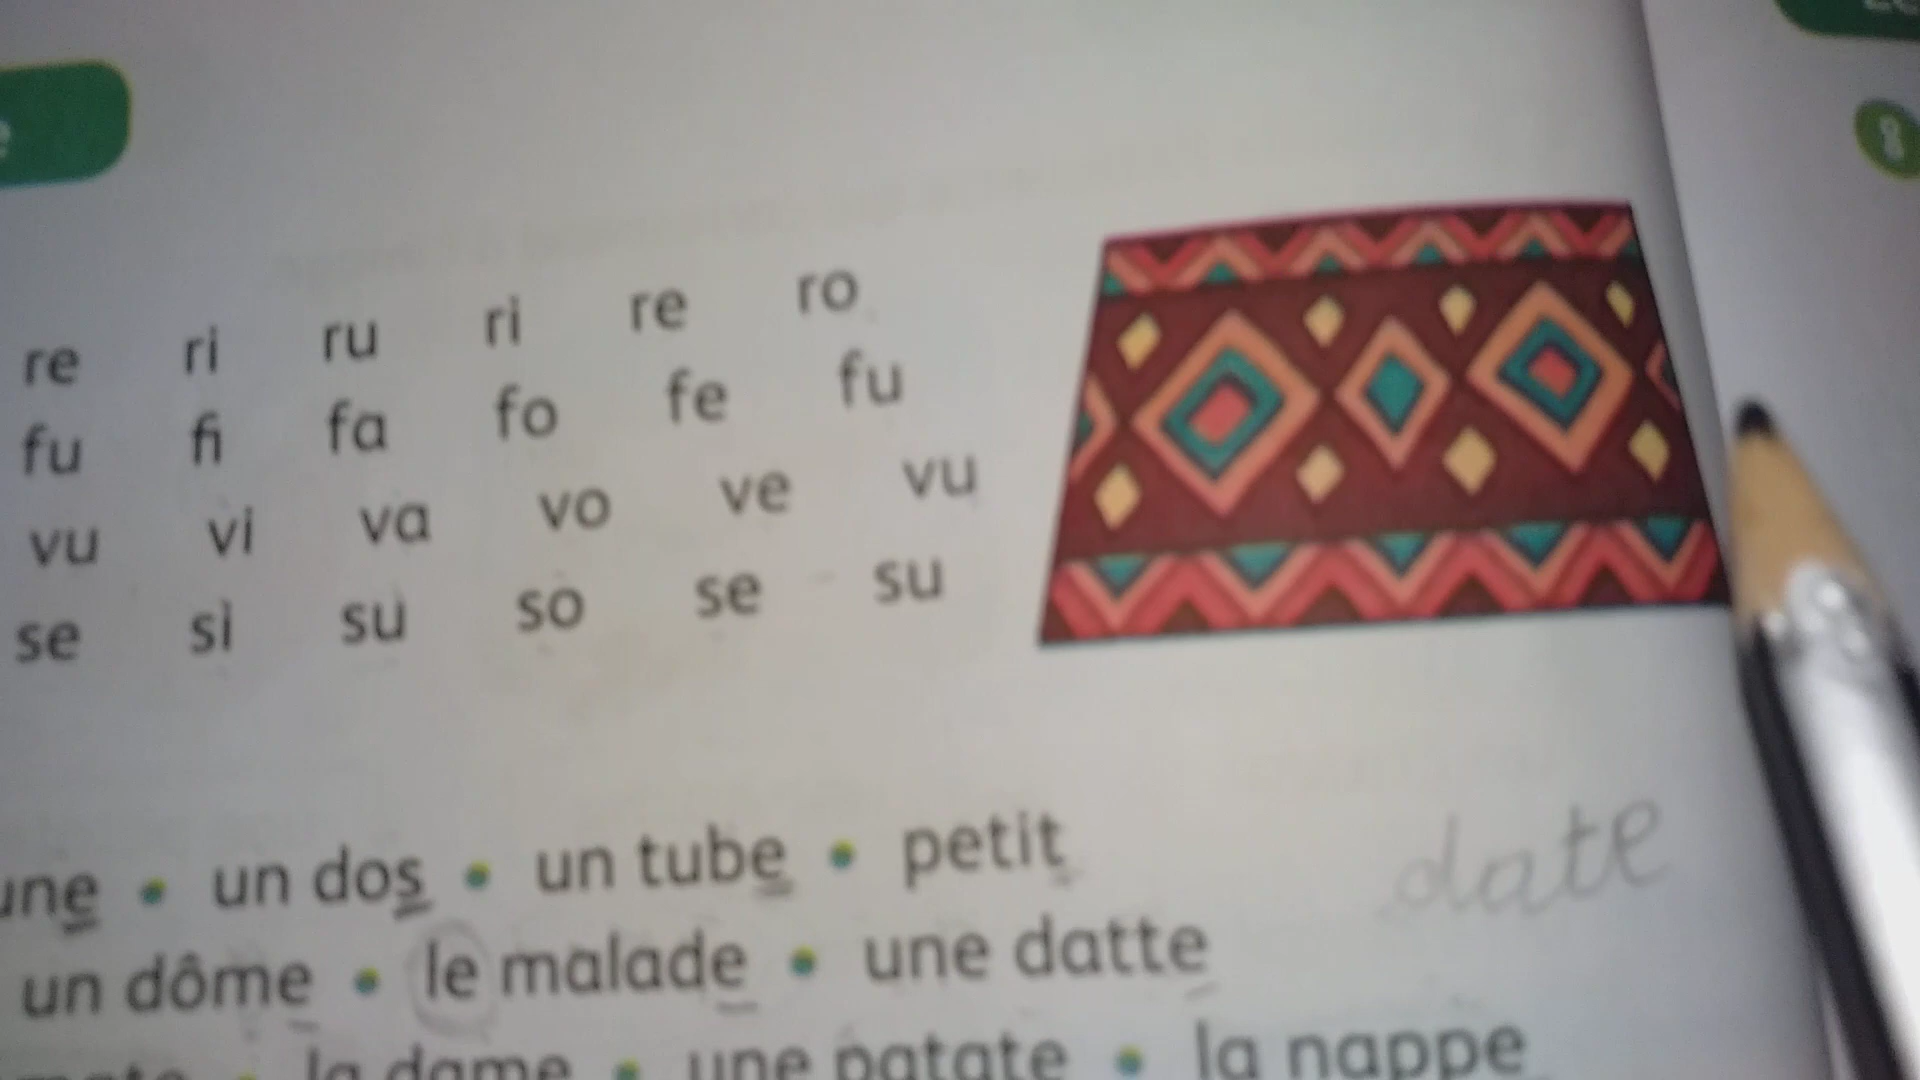 re ri ru ri re ro
fu fi fa fo fe fu
vu vi va vo ve vu
se si su so se su
une • un dos • un tube • petit
date
un dôme • le malade • une datte
la dame • une patate • la nappe